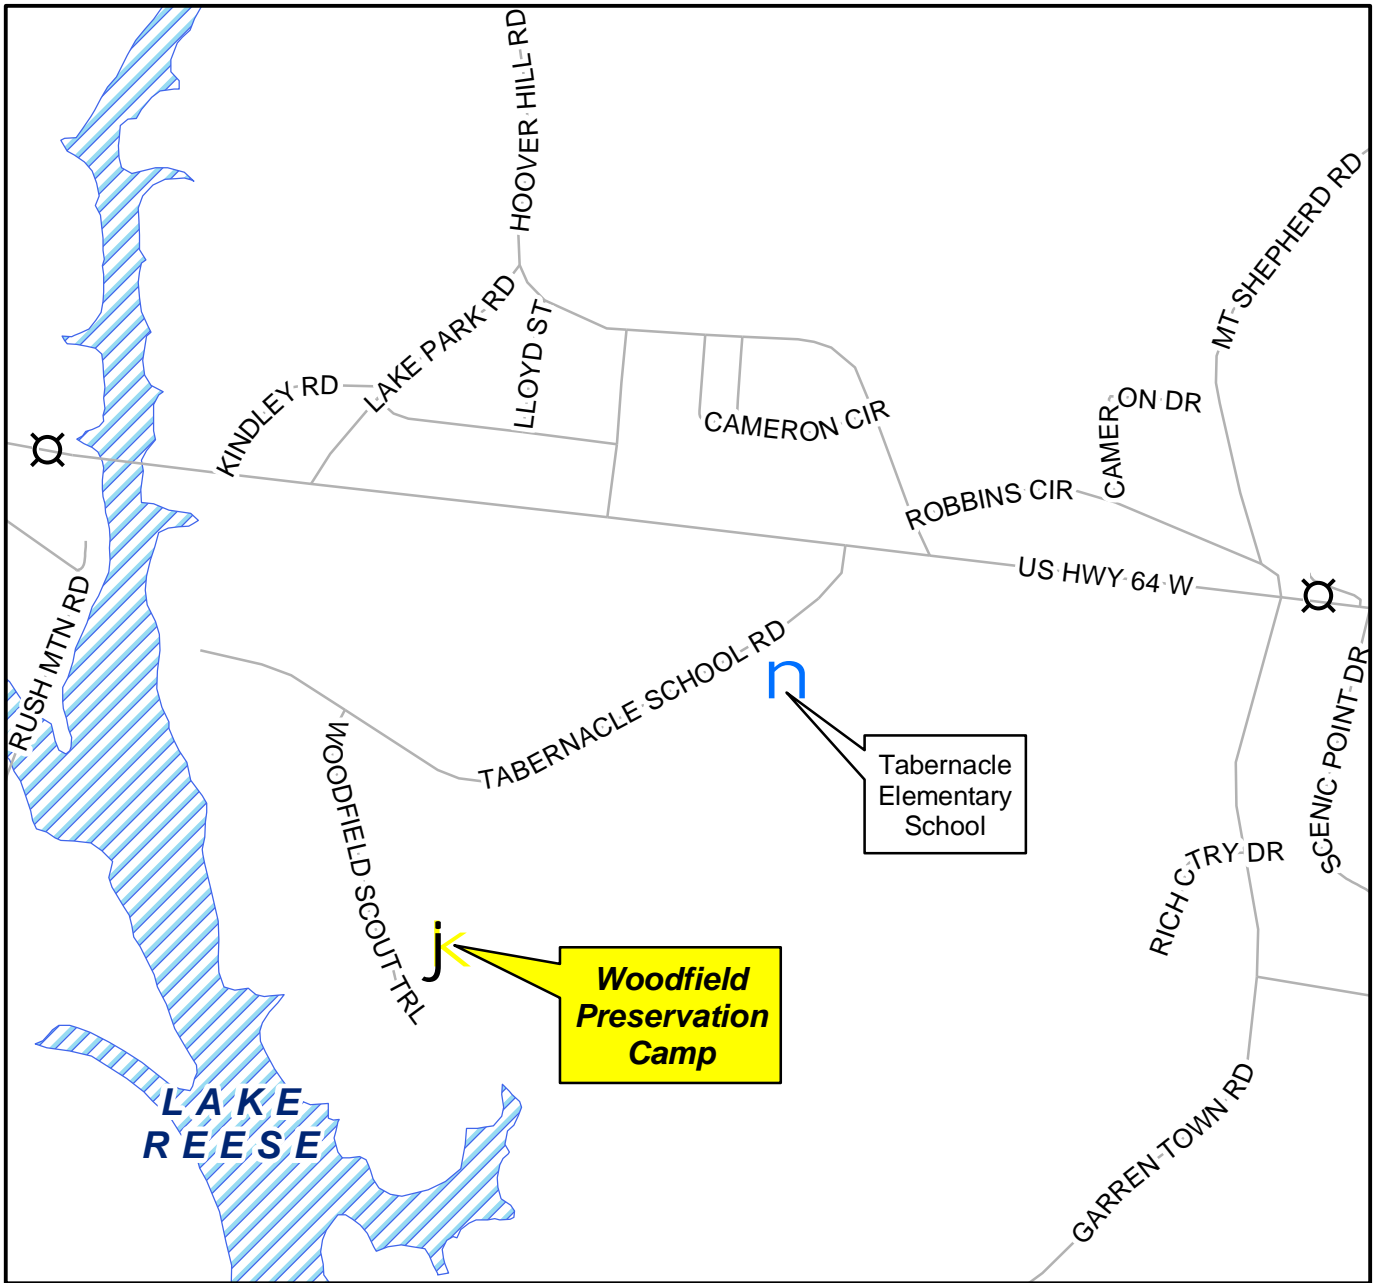 HOOVER HILL RD
MT SHEPHERD RD
LAKE PARK RD
LLOYD ST
KINDLEY RD
CAMERON CIR
CAMERON DR
ROBBINS CIR
US HWY 64 W
RUSH MTN RD
TABERNACLE SCHOOL RD
n
SCENIC POINT DR
WOODFIELD SCOUT TRL
Tabernacle
Elementary
School
RICH CTRY DR
j
Woodfield
Preservation
Camp
LAKE
REESE
GARREN TOWN RD